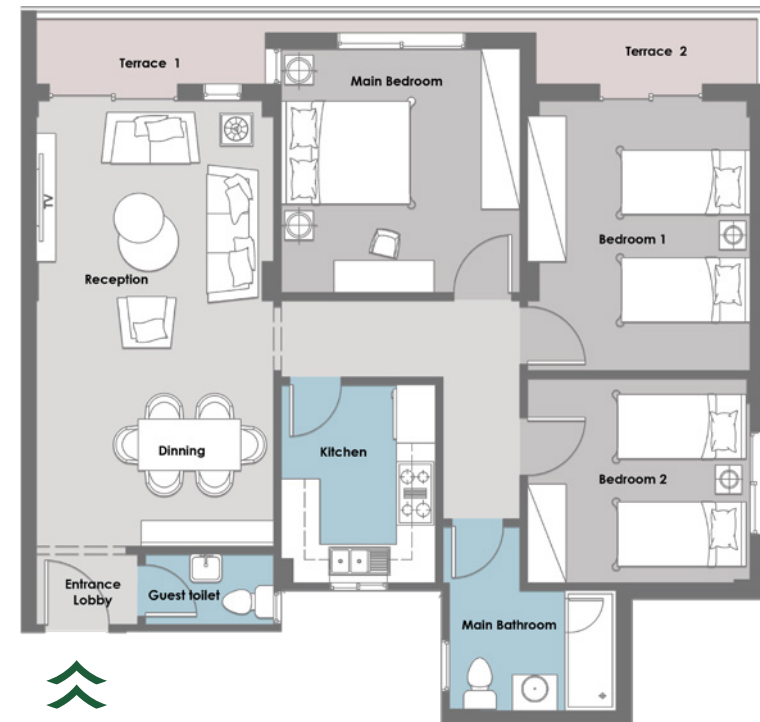 Terrace 1
Terrace 2
Main Bedroom
TV
Bedroom 1
Reception
Dinning
Kitchen
Bedroom 2
Entrance
Lobby
Guest toilet
Main Bathroom